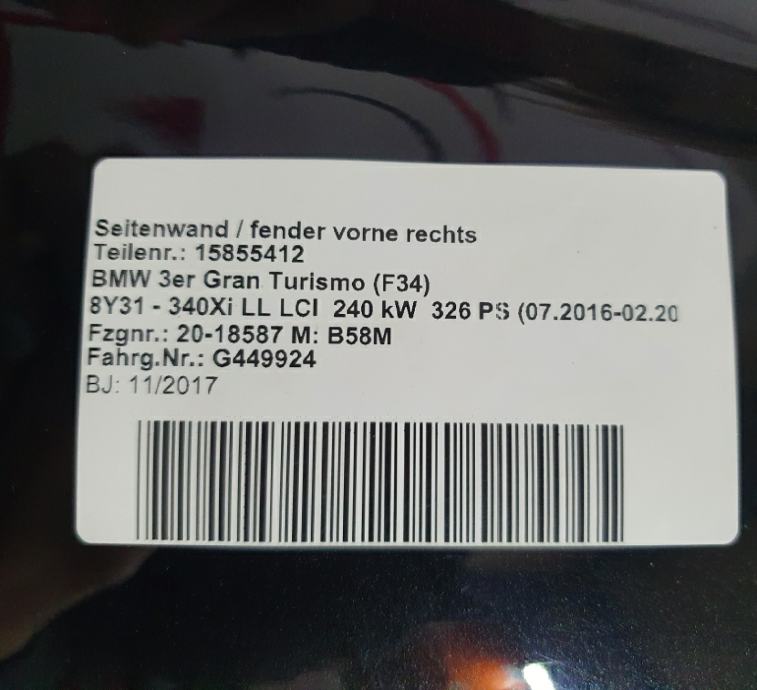 Seitenwand / fender vorne rechts
Teilenr.: 15855412
BMW 3er Gran Turismo (F34)
8Y31 - 340Xi LL LCI 240 kW 326 PS (07.2016-02.20
Fzgnr.: 20-18587 M: B58M
Fahrg.Nr.: G449924
BJ: 11/2017